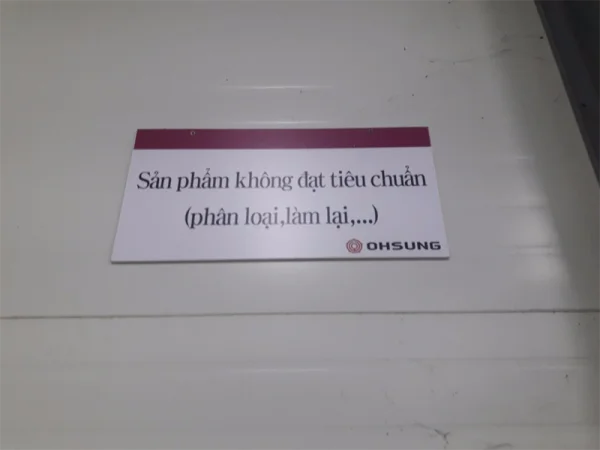 Sản phẩm không đạt tiêu chuẩn
(phân loại,làm lại,...)
OHSUNG